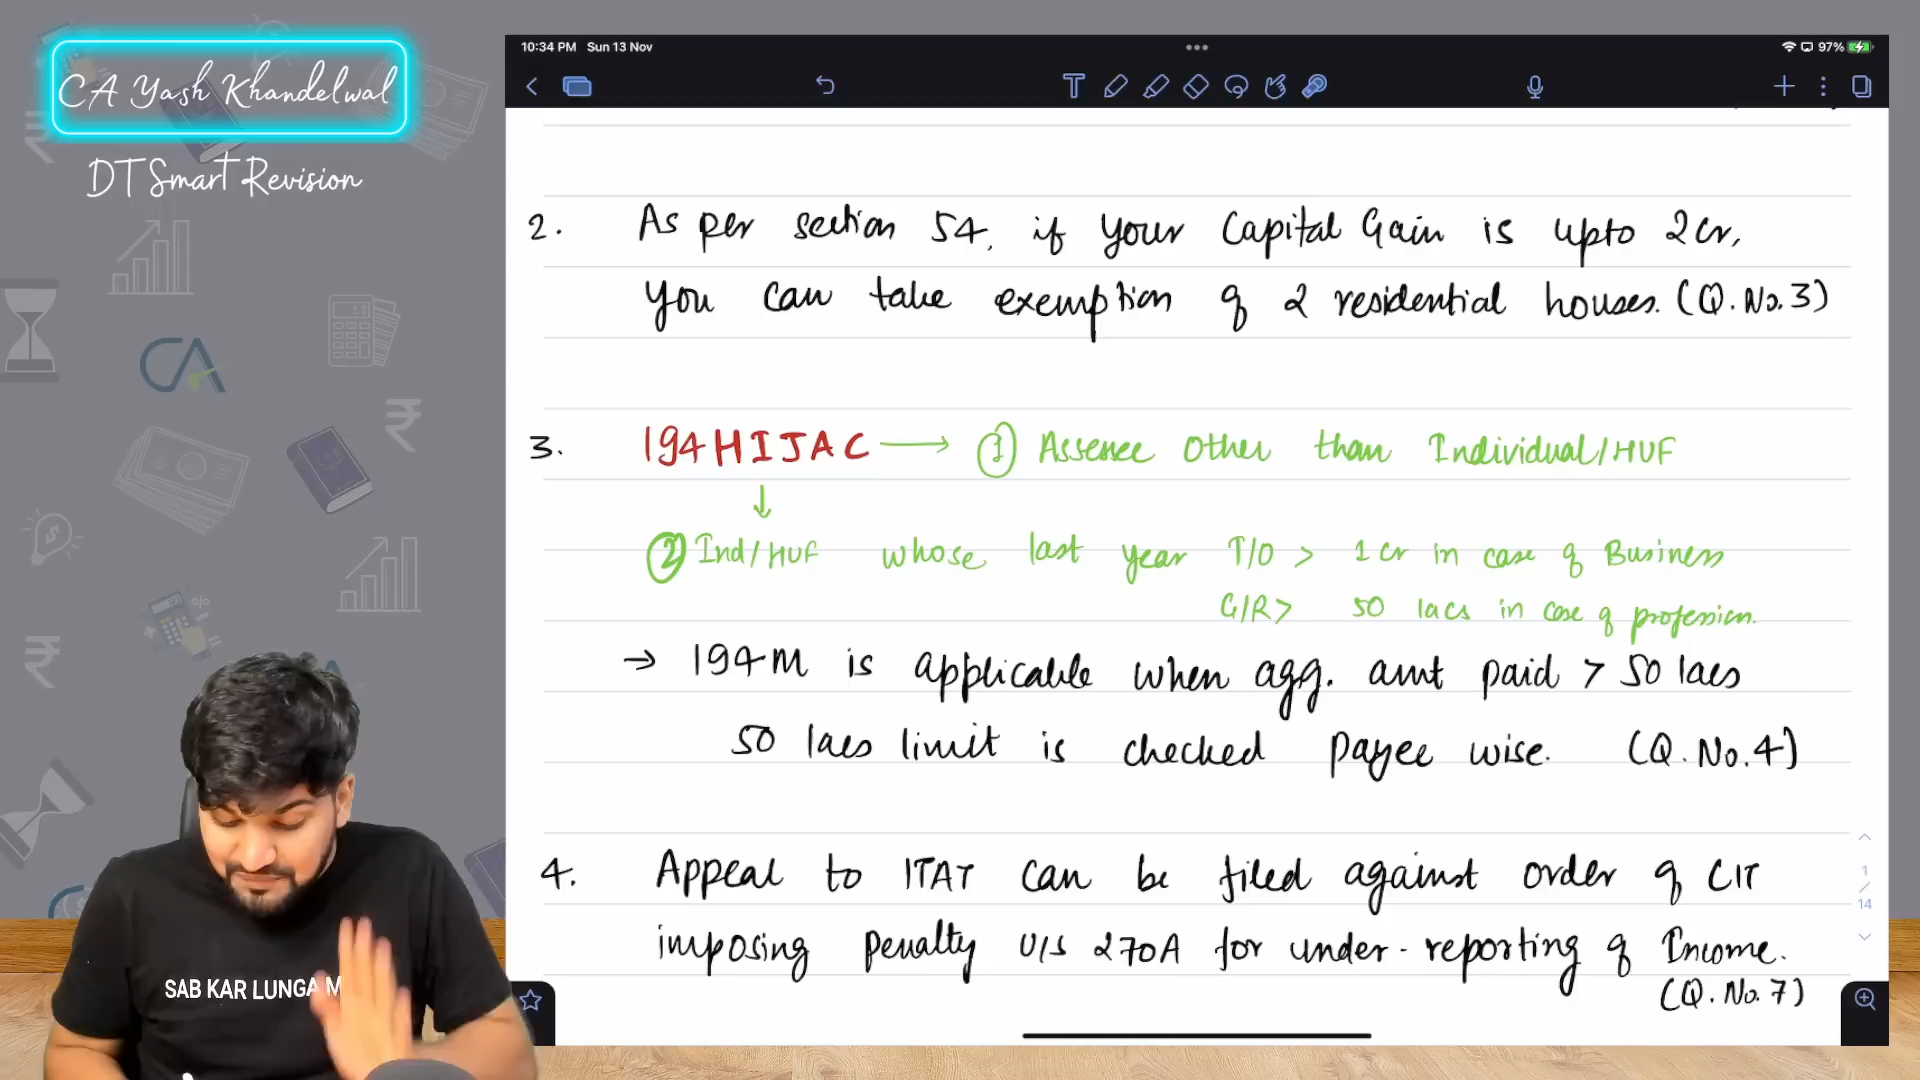 CA Yash Khandelwal
DT Smart Revision
10:34 PM Sun 13 Nov
97%
2. As per section 54, if your Capital Gain is upto 2 cr,
you can take exemption of 2 residential houses. (Q. No. 3)
3. 194 H I J A C → ① Assesee Other than Individual/HUF
↓
② Ind/HUF whose last year T/O > 1 cr in case of Business
G/R > 50 lacs in case of profession.
→ 194M is applicable when agg. amt paid > 50 lacs
50 lacs limit is checked payee wise. (Q. No. 4)
4. Appeal to ITAT can be filed against order of CIT
imposing Penalty U/S 270A for under-reporting of Income.
(Q. No. 7)
1
/
14
CA
SAB KAR LUNGA M